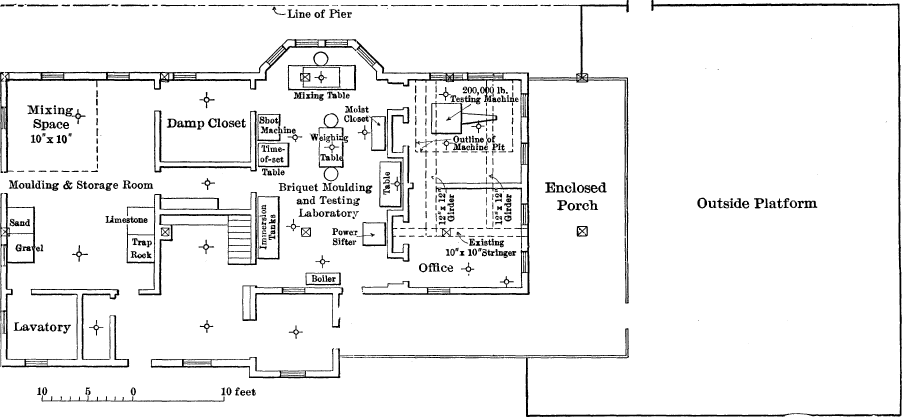 Line of Pier
Mixing
Space
10" x 10"
Damp Closet
Shot
Machine
Time-
of-set
Table
Mixing Table
Weighing
Table
Moist
Closet
200,000 lb.
Testing Machine
Outline of
Machine Pit
Moulding & Storage Room
Briquet Moulding
and Testing
Laboratory
Table
12" x 12"
Girder
12" x 12"
Girder
Enclosed
Porch
Outside Platform
Sand
Gravel
Limestone
Trap
Rock
Immersion
Tanks
Power
Sifter
Existing
10" x 10" Stringer
Office
Boiler
Lavatory
10 5 0 10 feet